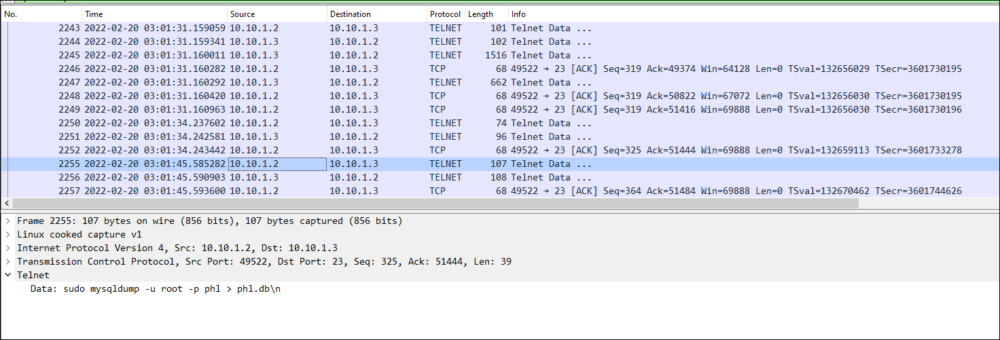 No. Time Source Destination Protocol Length Info
2243 2022-02-20 03:01:31.159059 10.10.1.2 10.10.1.3 TELNET 101 Telnet Data ...
2244 2022-02-20 03:01:31.159341 10.10.1.3 10.10.1.2 TELNET 102 Telnet Data ...
2245 2022-02-20 03:01:31.160011 10.10.1.3 10.10.1.2 TELNET 1516 Telnet Data ...
2246 2022-02-20 03:01:31.160282 10.10.1.2 10.10.1.3 TCP 68 49522 → 23 [ACK] Seq=319 Ack=49374 Win=64128 Len=0 TSval=132656029 TSecr=3601730195
2247 2022-02-20 03:01:31.160292 10.10.1.3 10.10.1.2 TELNET 662 Telnet Data ...
2248 2022-02-20 03:01:31.160420 10.10.1.2 10.10.1.3 TCP 68 49522 → 23 [ACK] Seq=319 Ack=50822 Win=67072 Len=0 TSval=132656030 TSecr=3601730195
2249 2022-02-20 03:01:31.160963 10.10.1.2 10.10.1.3 TCP 68 49522 → 23 [ACK] Seq=319 Ack=51416 Win=69888 Len=0 TSval=132656030 TSecr=3601730196
2250 2022-02-20 03:01:34.237602 10.10.1.2 10.10.1.3 TELNET 74 Telnet Data ...
2251 2022-02-20 03:01:34.242581 10.10.1.3 10.10.1.2 TELNET 96 Telnet Data ...
2252 2022-02-20 03:01:34.243442 10.10.1.2 10.10.1.3 TCP 68 49522 → 23 [ACK] Seq=325 Ack=51444 Win=69888 Len=0 TSval=132659113 TSecr=3601733278
2255 2022-02-20 03:01:45.585282 10.10.1.2 10.10.1.3 TELNET 107 Telnet Data ...
2256 2022-02-20 03:01:45.590903 10.10.1.3 10.10.1.2 TELNET 108 Telnet Data ...
2257 2022-02-20 03:01:45.593600 10.10.1.2 10.10.1.3 TCP 68 49522 → 23 [ACK] Seq=364 Ack=51484 Win=69888 Len=0 TSval=132670462 TSecr=3601744626
Frame 2255: 107 bytes on wire (856 bits), 107 bytes captured (856 bits)
Linux cooked capture v1
Internet Protocol Version 4, Src: 10.10.1.2, Dst: 10.10.1.3
Transmission Control Protocol, Src Port: 49522, Dst Port: 23, Seq: 325, Ack: 51444, Len: 39
Telnet
Data: sudo mysqldump -u root -p phl > phl.db\n